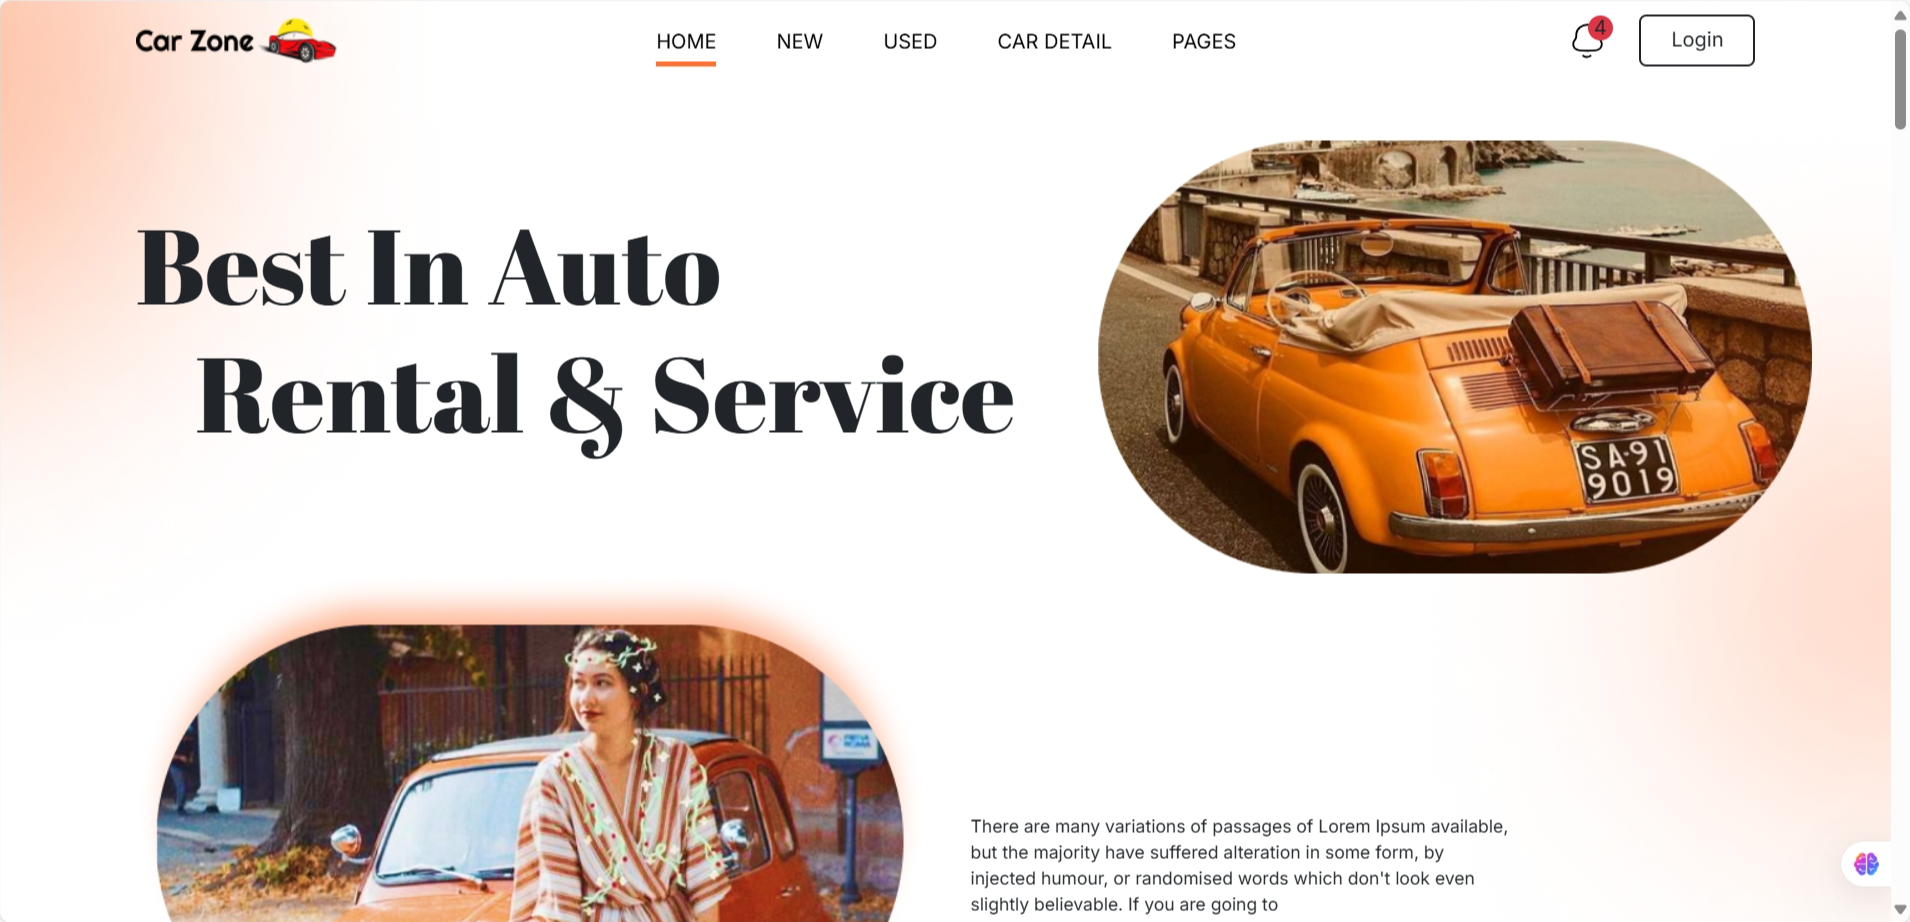 Car Zone
HOME
NEW
USED
CAR DETAIL
PAGES
4
Login
Best In Auto
Rental & Service
SA·91
9019
There are many variations of passages of Lorem Ipsum available,
but the majority have suffered alteration in some form, by
injected humour, or randomised words which don't look even
slightly believable. If you are going to